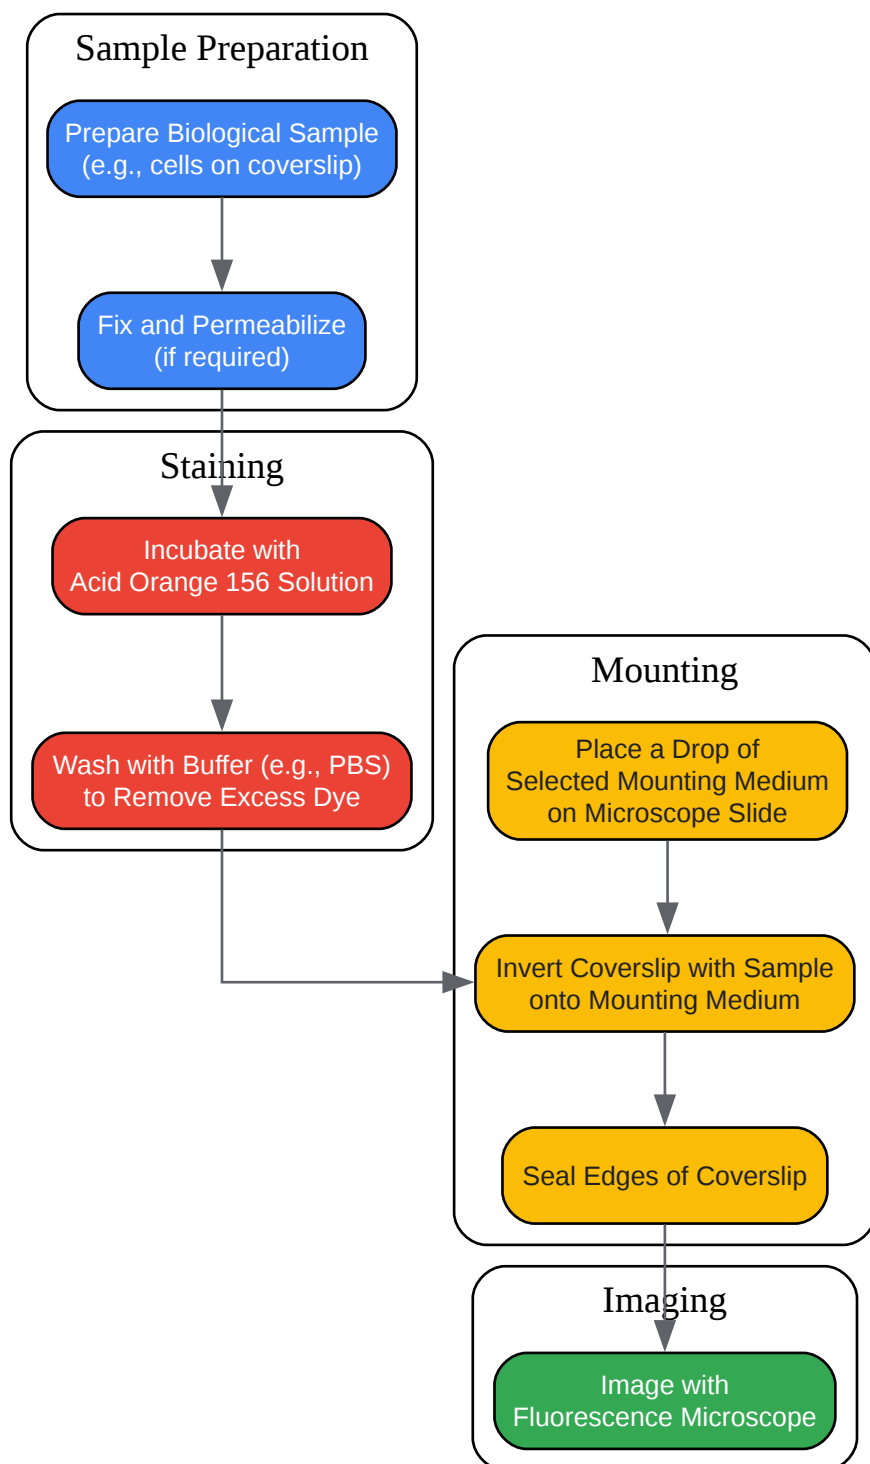 Sample Preparation
Prepare Biological Sample
(e.g., cells on coverslip)
Fix and Permeabilize
(if required)
Staining
Incubate with
Acid Orange 156 Solution
Wash with Buffer (e.g., PBS)
to Remove Excess Dye
Mounting
Place a Drop of
Selected Mounting Medium
on Microscope Slide
Invert Coverslip with Sample
onto Mounting Medium
Seal Edges of Coverslip
Imaging
Image with
Fluorescence Microscope